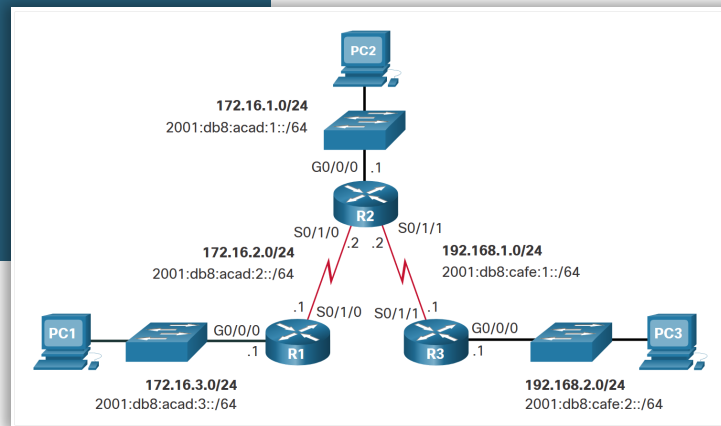 PC2
172.16.1.0/24
2001:db8:acad:1::/64
G0/0/0 .1
R2
S0/1/0 .2 .2 S0/1/1
172.16.2.0/24
2001:db8:acad:2::/64
192.168.1.0/24
2001:db8:cafe:1::/64
.1 S0/1/0
S0/1/1 .1
PC1
G0/0/0
.1
R1
R3
G0/0/0
.1
PC3
172.16.3.0/24
2001:db8:acad:3::/64
192.168.2.0/24
2001:db8:cafe:2::/64